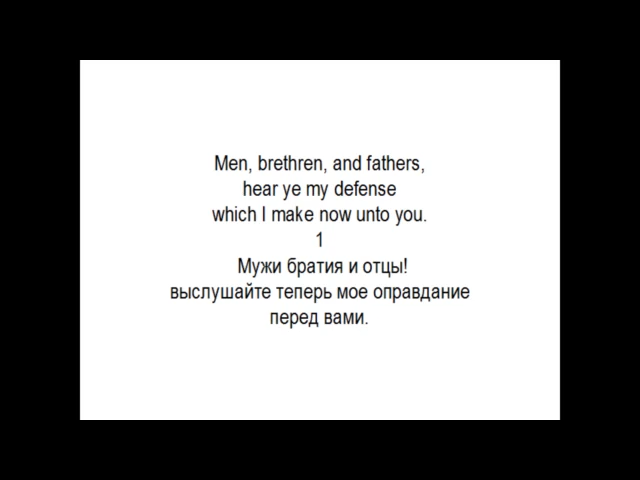 Men, brethren, and fathers,
hear ye my defense
which I make now unto you.
1
Мужи братия и отцы!
выслушайте теперь мое оправдание
перед вами.